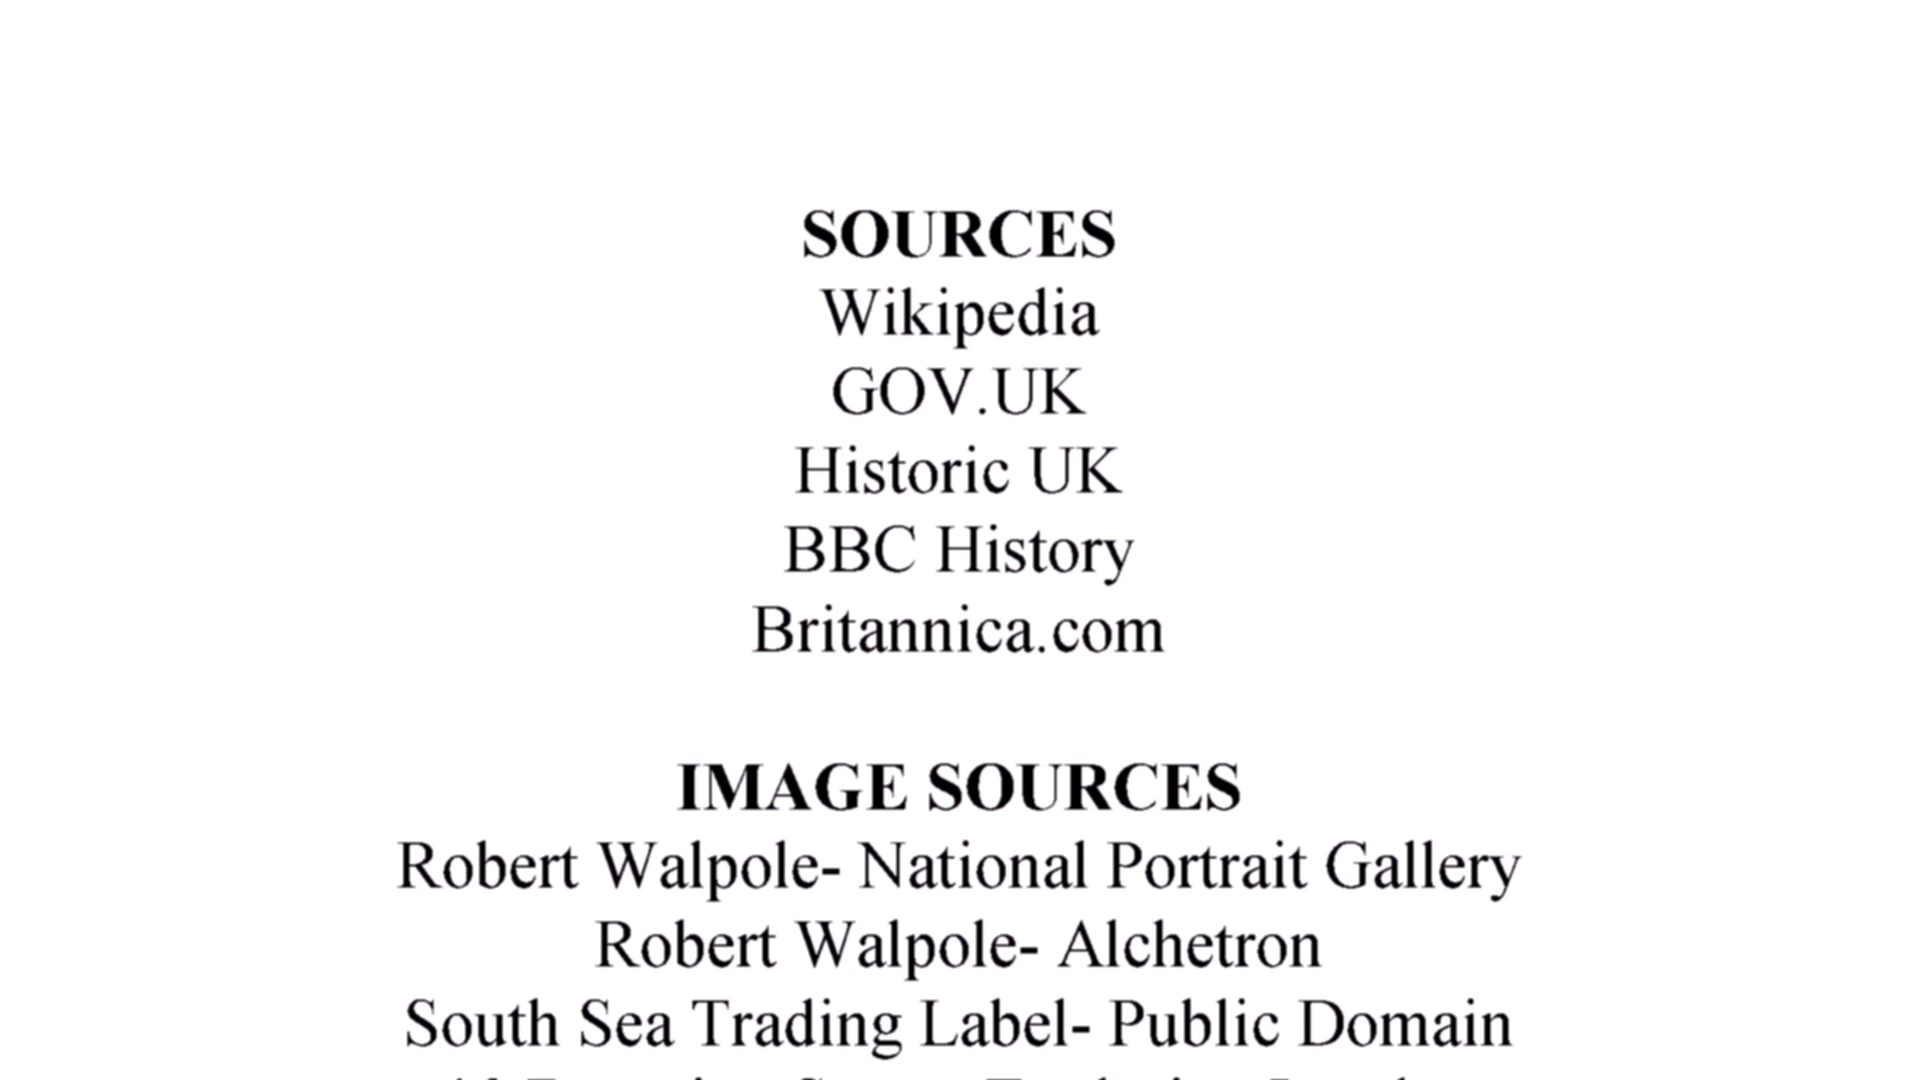 SOURCES
Wikipedia
GOV.UK
Historic UK
BBC History
Britannica.com
IMAGE SOURCES
Robert Walpole- National Portrait Gallery
Robert Walpole- Alchetron
South Sea Trading Label- Public Domain